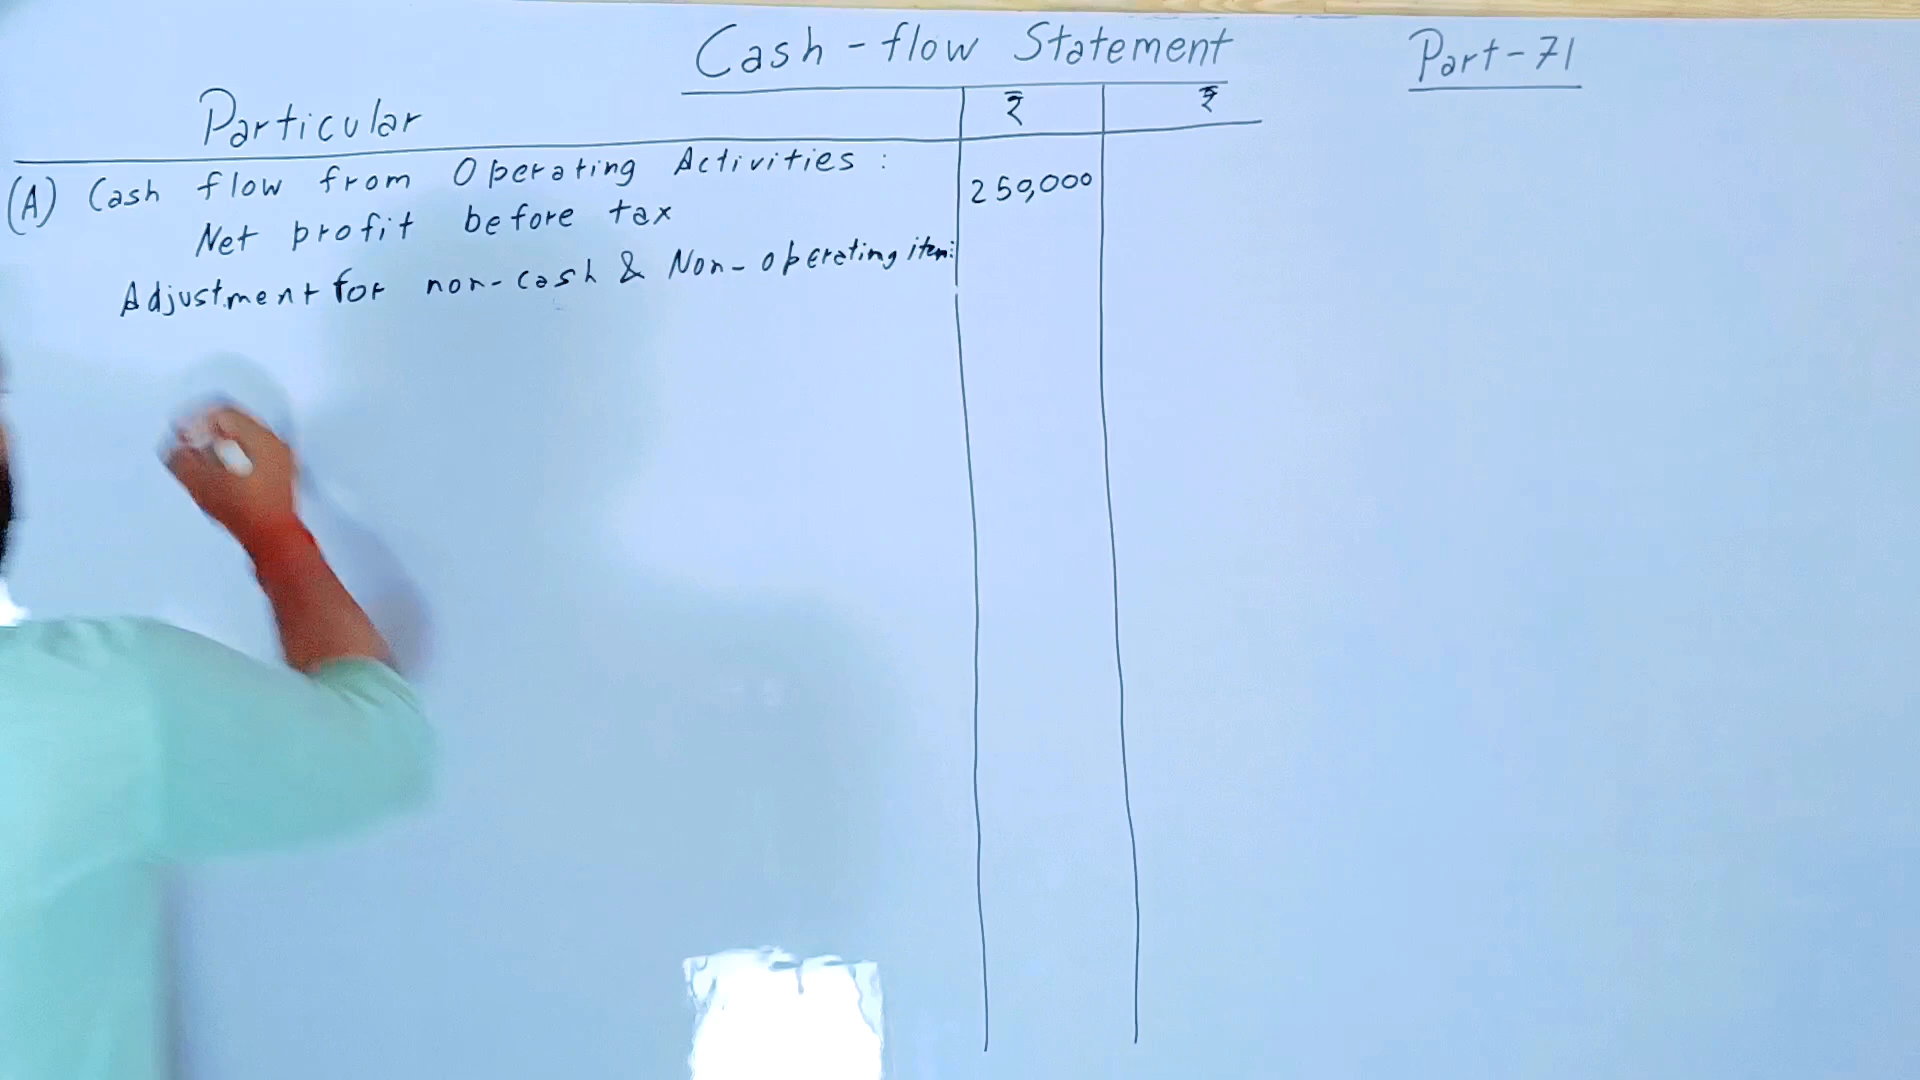 Cash-flow Statement
Part-71
Particular ₹ ₹
(A) Cash flow from Operating Activities :
Net profit before tax 250,000
Adjustment for non-cash & Non-operating item: